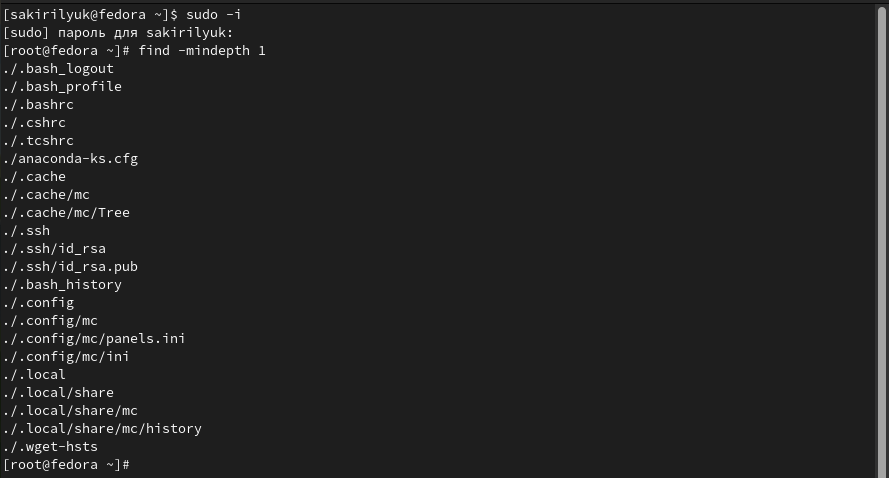 [sakirilyuk@fedora ~]$ sudo -i
[sudo] пароль для sakirilyuk:
[root@fedora ~]# find -mindepth 1
./.bash_logout
./.bash_profile
./.bashrc
./.cshrc
./.tcshrc
./anaconda-ks.cfg
./.cache
./.cache/mc
./.cache/mc/Tree
./.ssh
./.ssh/id_rsa
./.ssh/id_rsa.pub
./.bash_history
./.config
./.config/mc
./.config/mc/panels.ini
./.config/mc/ini
./.local
./.local/share
./.local/share/mc
./.local/share/mc/history
./.wget-hsts
[root@fedora ~]#